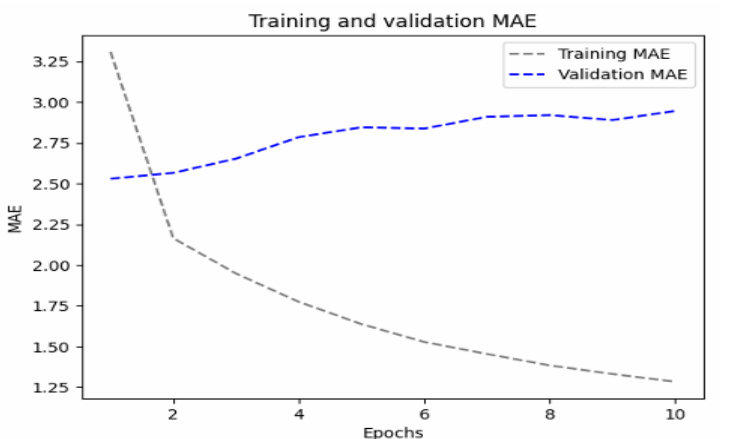 Training and validation MAE
Training MAE
Validation MAE
MAE
3.25
3.00
2.75
2.50
2.25
2.00
1.75
1.50
1.25
2 4 6 8 10
Epochs